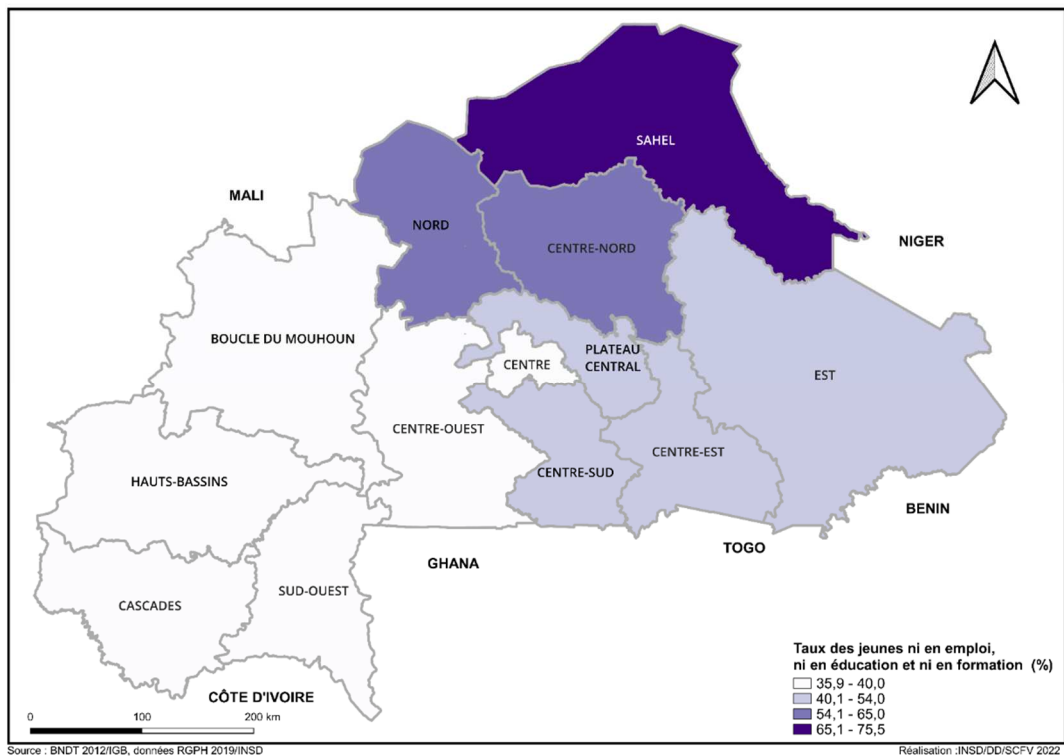 SAHEL
MALI
NORD
NIGER
CENTRE-NORD
BOUCLE DU MOUHOUN
PLATEAU
CENTRAL
CENTRE
EST
CENTRE-OUEST
CENTRE-EST
CENTRE-SUD
HAUTS-BASSINS
BENIN
TOGO
GHANA
SUD-OUEST
CASCADES
CÔTE D'IVOIRE
Taux des jeunes ni en emploi,
ni en éducation et ni en formation (%)
35,9 - 40,0
40,1 - 54,0
54,1 - 65,0
65,1 - 75,5
0 100 200 km
Source : BNDT 2012/IGB, données RGPH 2019/INSD
Réalisation :INSD/DD/SCFV 2022